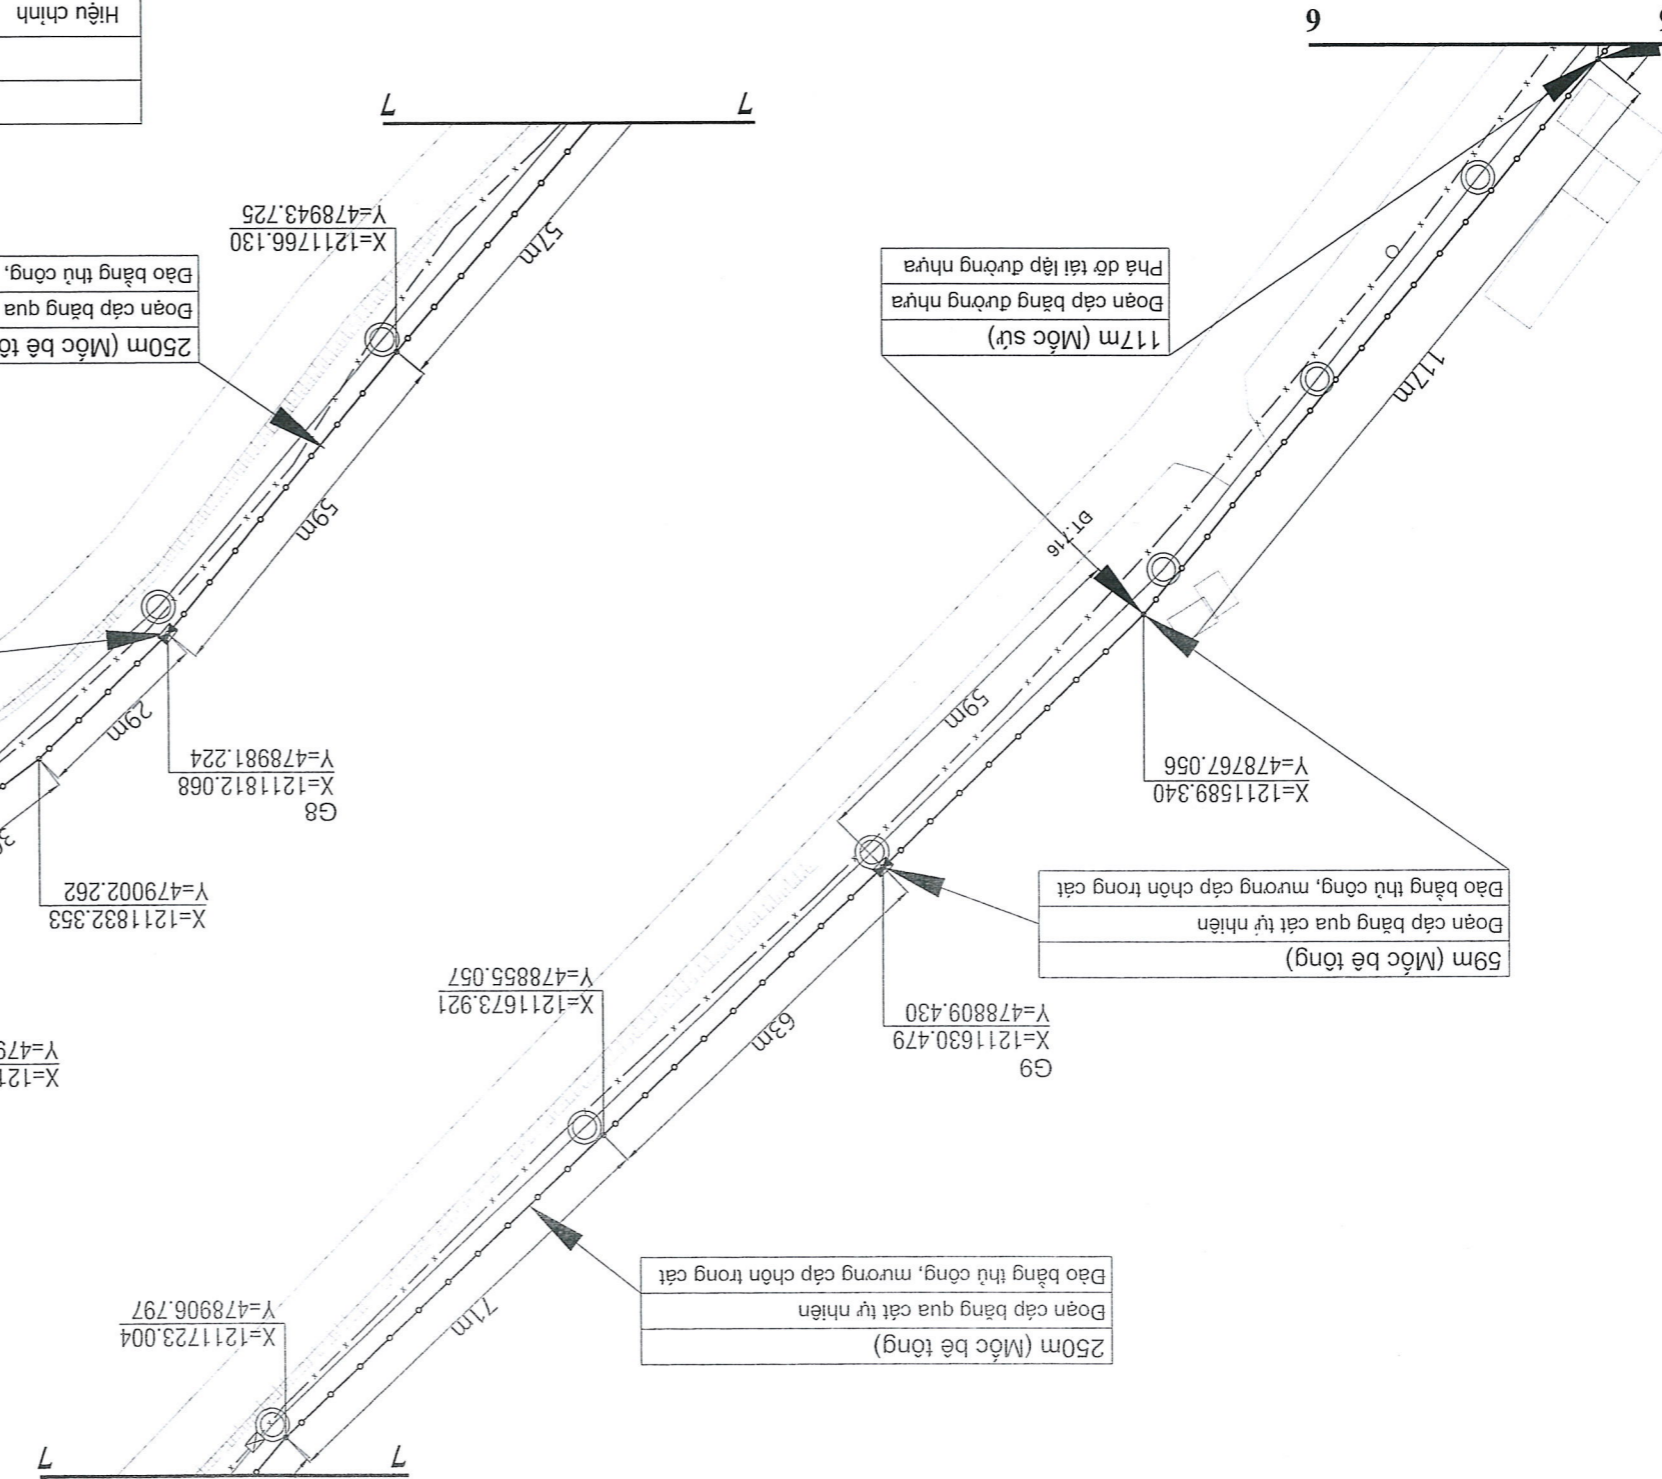 7 7
X=1211723.004
Y=478906.797
71m
250m (Mốc bê tông)
Đoạn cáp băng qua cát tự nhiên
Đào bằng thủ công, mương cáp chôn trong cát
63m
X=1211673.921
Y=478855.057
G9
X=1211630.479
Y=478809.430
59m (Mốc bê tông)
Đoạn cáp băng qua cát tự nhiên
Đào bằng thủ công, mương cáp chôn trong cát
59m
X=1211589.340
Y=478767.056
ĐT.716
117m
117m (Mốc sứ)
Đoạn cáp băng đường nhựa
Phá dỡ tái lập đường nhựa
6
X=121
Y=479
X=1211832.353
Y=479002.262
29m
G8
X=1211812.068
Y=478981.224
59m
250m (Mốc bê tô
Đoạn cáp băng qua
Đào bằng thủ công,
57m
X=1211766.130
Y=478943.725
7 7
Hiệu chỉnh